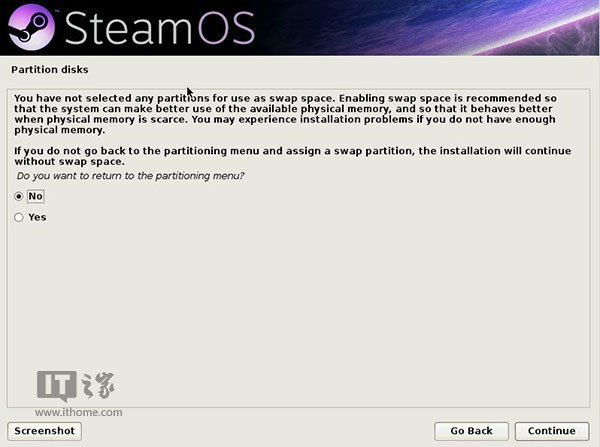 SteamOS
Partition disks
You have not selected any partitions for use as swap space. Enabling swap space is recommended so
that the system can make better use of the available physical memory, and so that it behaves better
when physical memory is scarce. You may experience installation problems if you do not have enough
physical memory.
If you do not go back to the partitioning menu and assign a swap partition, the installation will continue
without swap space.
Do you want to return to the partitioning menu?
No
Yes
IT之家
www.ithome.com
Screenshot
Go Back
Continue